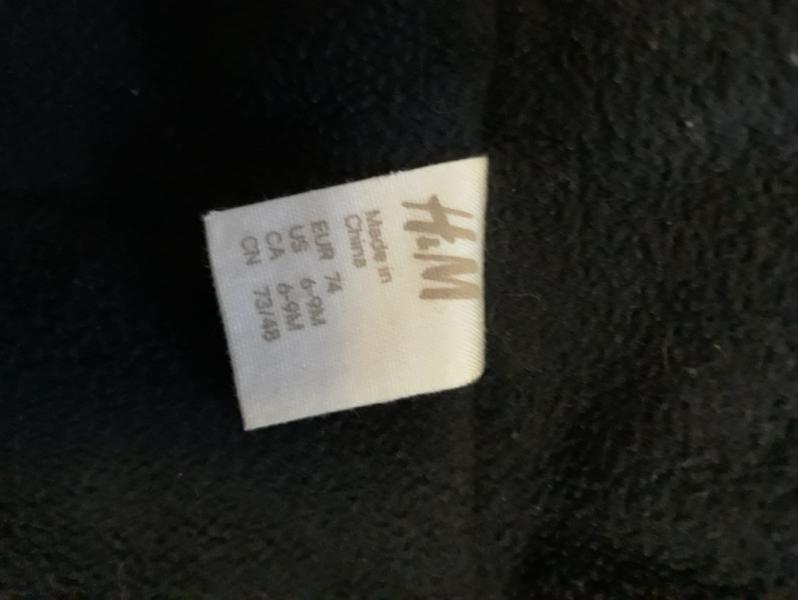 H&M
Made in
China
EUR 74
US 6-9M
CA 6-9M
CN 73/48